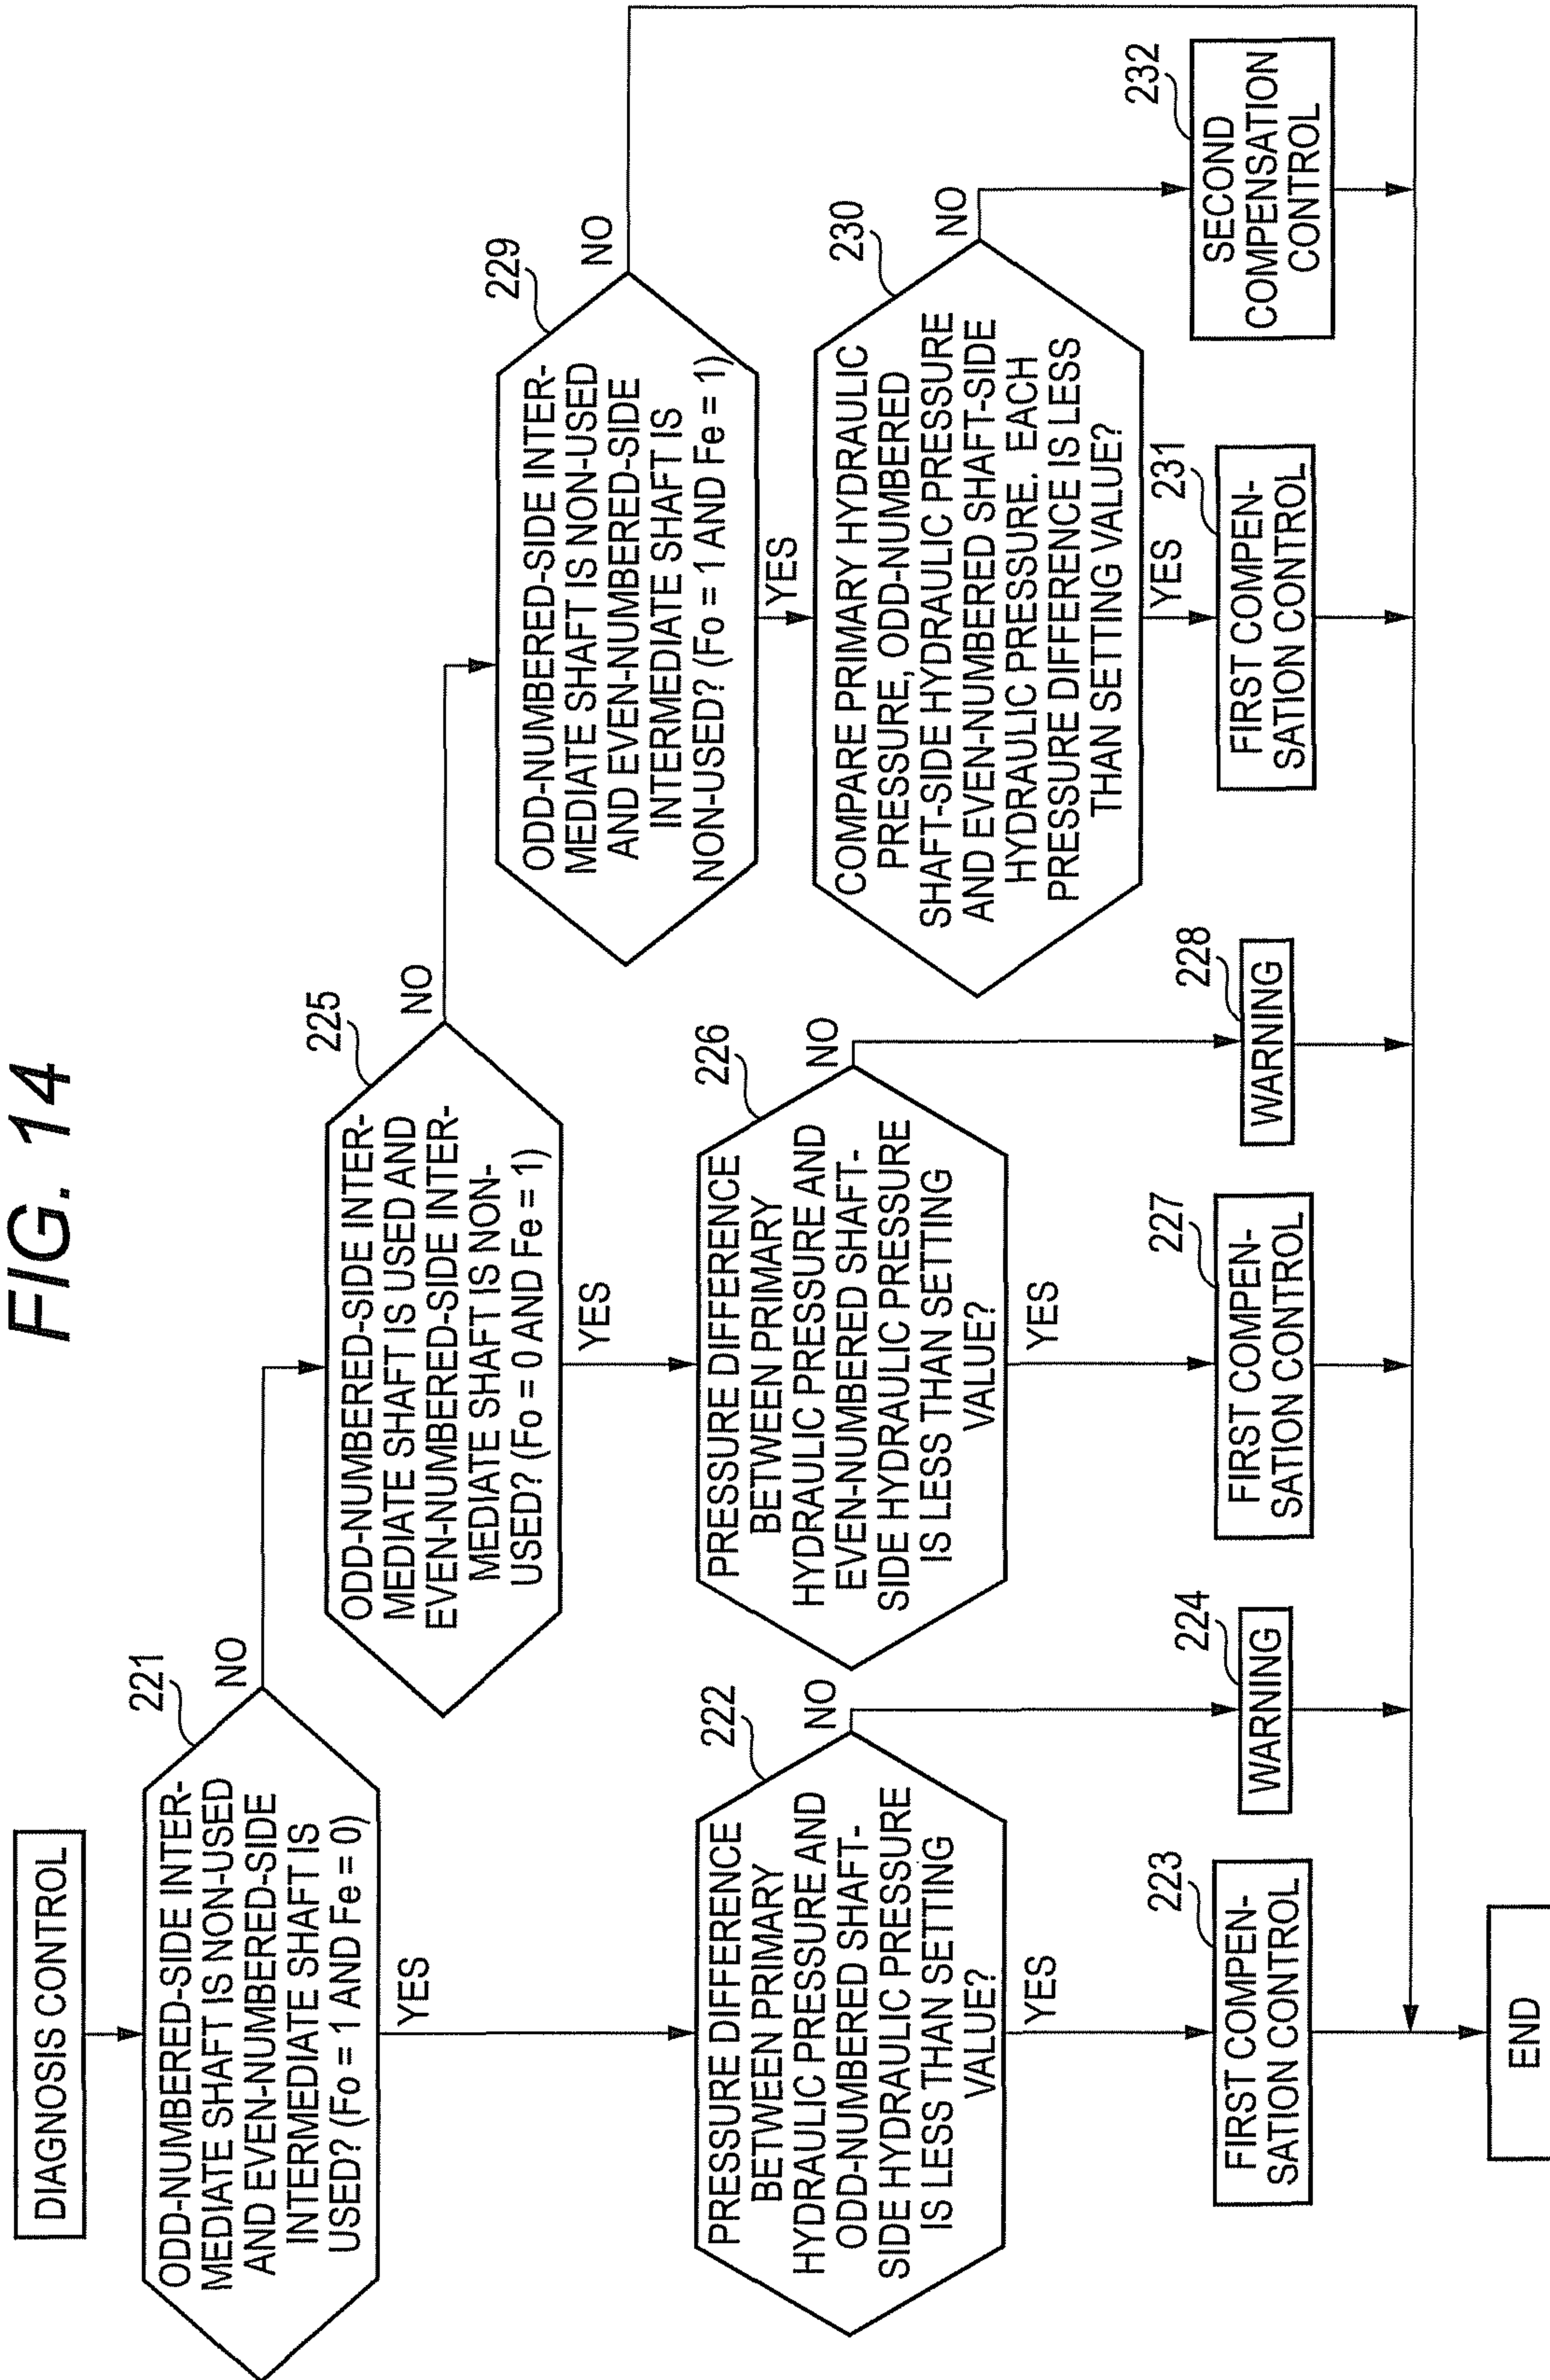 FIG. 14
DIAGNOSIS CONTROL
221
ODD-NUMBERED-SIDE INTER-
MEDIATE SHAFT IS NON-USED
AND EVEN-NUMBERED-SIDE
INTERMEDIATE SHAFT IS
USED? (Fo = 1 AND Fe = 0)
NO
YES
222
PRESSURE DIFFERENCE
BETWEEN PRIMARY
HYDRAULIC PRESSURE AND
ODD-NUMBERED SHAFT-
SIDE HYDRAULIC PRESSURE
IS LESS THAN SETTING
VALUE?
NO
YES
223
FIRST COMPEN-
SATION CONTROL
224
WARNING
225
ODD-NUMBERED-SIDE INTER-
MEDIATE SHAFT IS USED AND
EVEN-NUMBERED-SIDE INTER-
MEDIATE SHAFT IS NON-
USED? (Fo = 0 AND Fe = 1)
NO
YES
226
PRESSURE DIFFERENCE
BETWEEN PRIMARY
HYDRAULIC PRESSURE AND
EVEN-NUMBERED SHAFT-
SIDE HYDRAULIC PRESSURE
IS LESS THAN SETTING
VALUE?
NO
YES
227
FIRST COMPEN-
SATION CONTROL
228
WARNING
229
ODD-NUMBERED-SIDE INTER-
MEDIATE SHAFT IS NON-USED
AND EVEN-NUMBERED-SIDE
INTERMEDIATE SHAFT IS
NON-USED? (Fo = 1 AND Fe = 1)
NO
YES
230
COMPARE PRIMARY HYDRAULIC
PRESSURE, ODD-NUMBERED
SHAFT-SIDE HYDRAULIC PRESSURE
AND EVEN-NUMBERED SHAFT-SIDE
HYDRAULIC PRESSURE. EACH
PRESSURE DIFFERENCE IS LESS
THAN SETTING VALUE?
NO
YES
231
FIRST COMPEN-
SATION CONTROL
232
SECOND
COMPENSATION
CONTROL
END